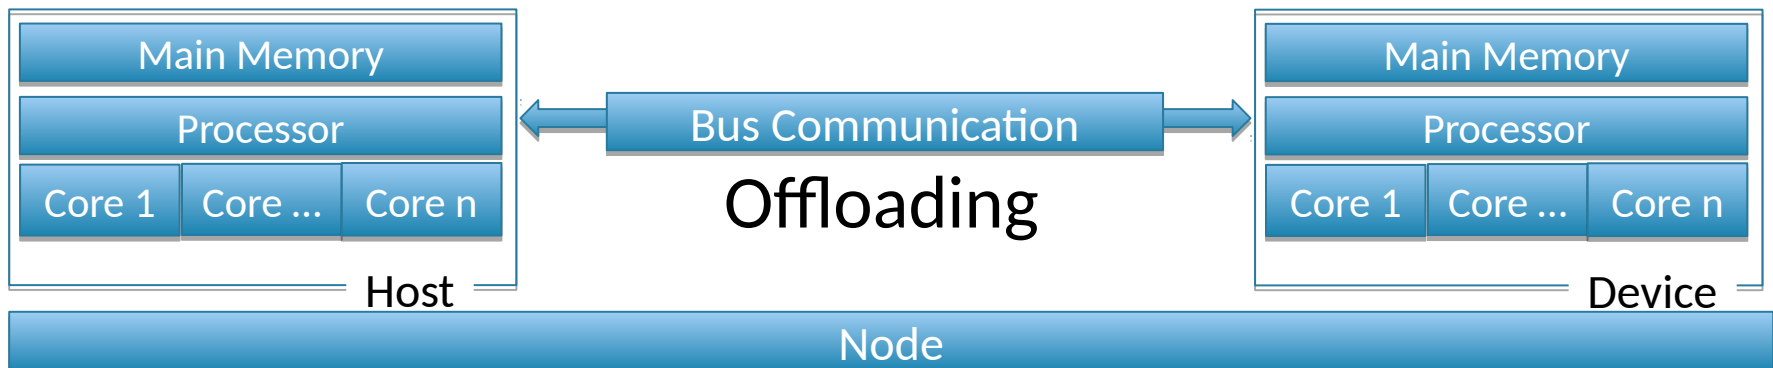 Main Memory
Processor
Core 1 Core ... Core n
Host
Bus Communication
Offloading
Main Memory
Processor
Core 1 Core ... Core n
Device
Node